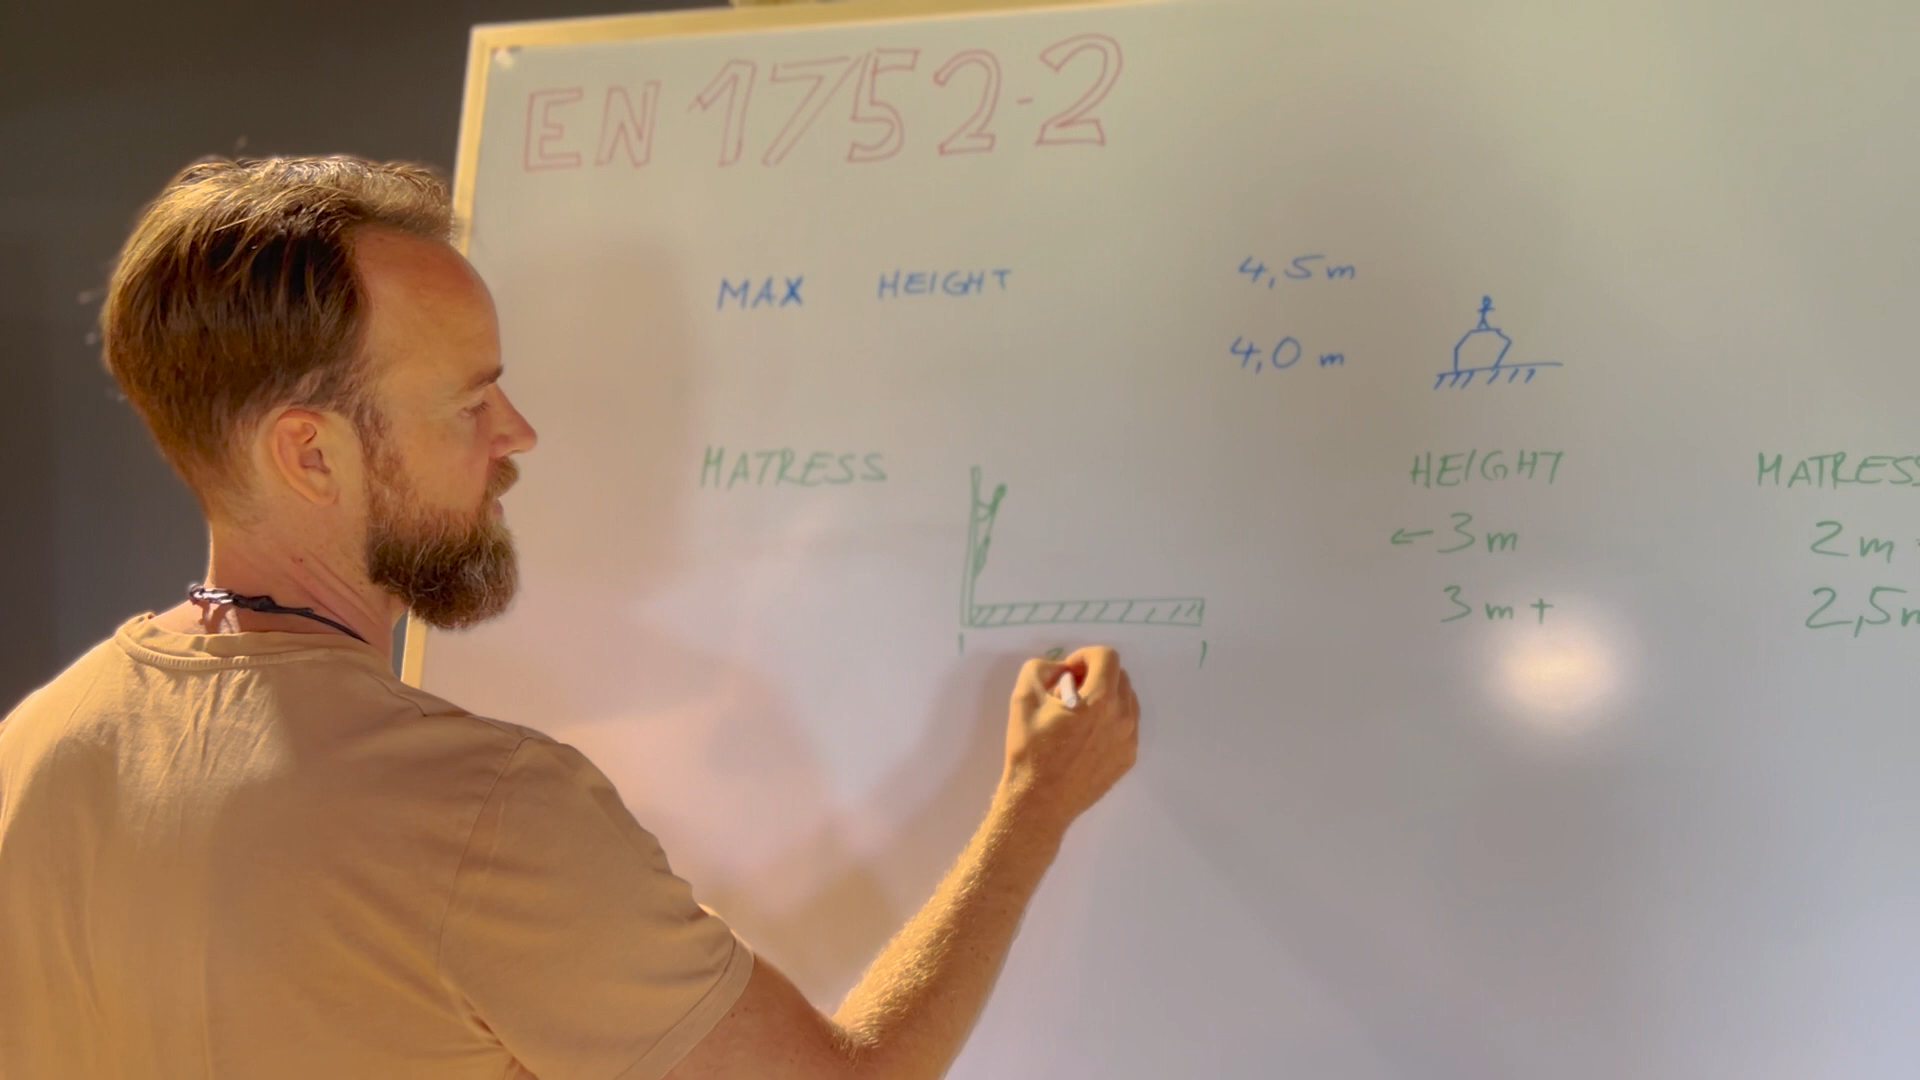 EN 1752-2
MAX HEIGHT 4,5m
4,0 m
MATRESS
HEIGHT MATRESS
←3m 2m
3m+ 2,5m